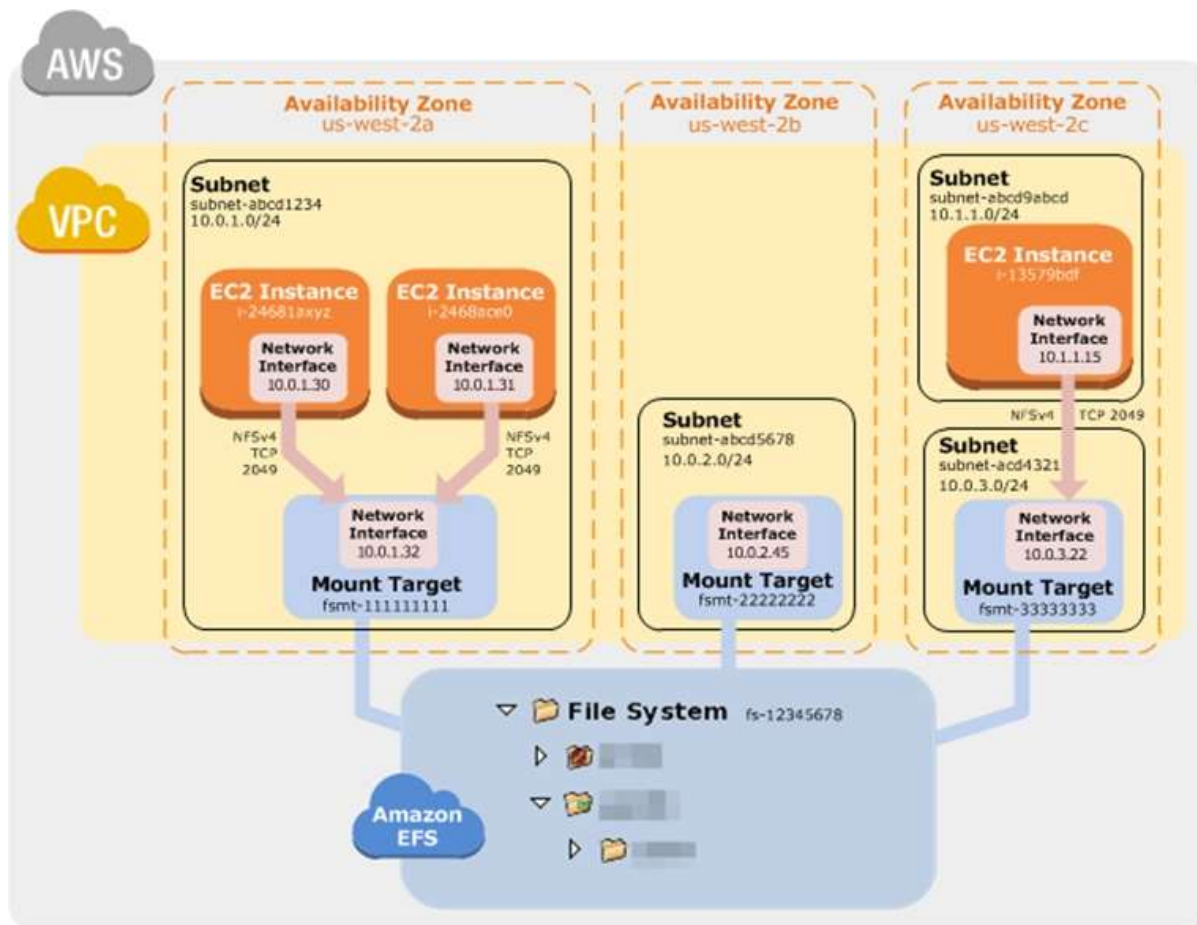 AWS
Availability Zone
us-west-2a
Availability Zone
us-west-2b
Availability Zone
us-west-2c
VPC
Subnet
subnet-abcd1234
10.0.1.0/24
EC2 Instance
i-24681axyz
Network
Interface
10.0.1.30
EC2 Instance
i-2468ace0
Network
Interface
10.0.1.31
NFSv4
TCP
2049
NFSv4
TCP
2049
Network
Interface
10.0.1.32
Mount Target
fsmt-111111111
Subnet
subnet-abcd5678
10.0.2.0/24
Network
Interface
10.0.2.45
Mount Target
fsmt-22222222
Subnet
subnet-abcd9abcd
10.1.1.0/24
EC2 Instance
i-13579bdf
Network
Interface
10.1.1.15
NFSv4 TCP 2049
Subnet
subnet-acd4321
10.0.3.0/24
Network
Interface
10.0.3.22
Mount Target
fsmt-33333333
File System fs-12345678
Amazon
EFS